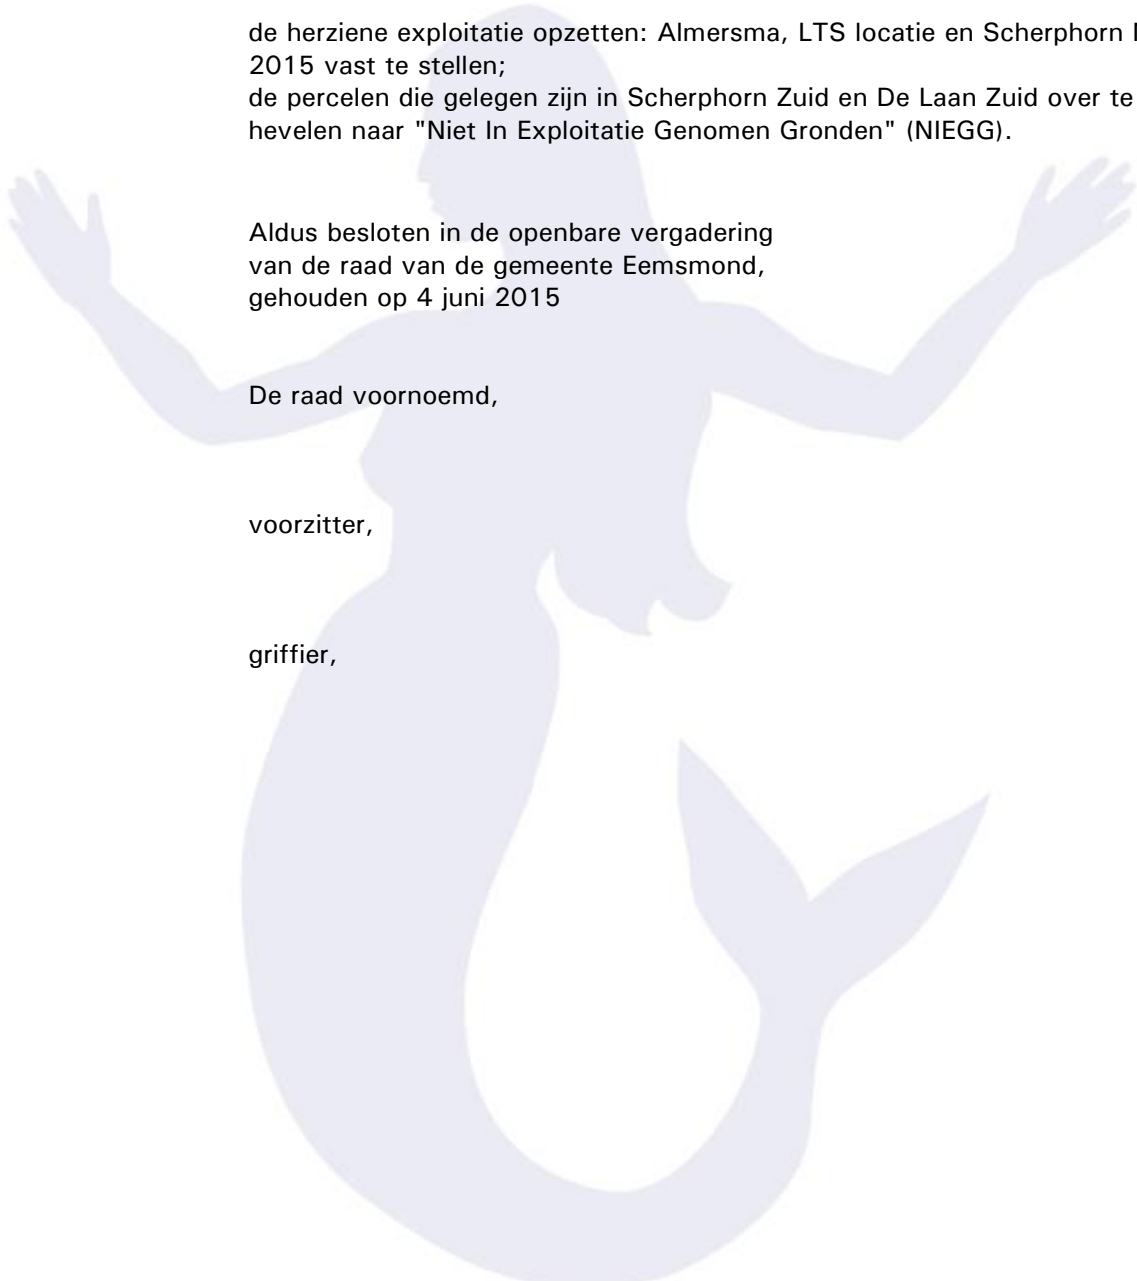 de herziene exploitatie opzetten: Almersma, LTS locatie en Scherphorn
2015 vast te stellen;
de percelen die gelegen zijn in Scherphorn Zuid en De Laan Zuid over te
hevelen naar "Niet In Exploitatie Genomen Gronden" (NIEGG).
Aldus besloten in de openbare vergadering
van de raad van de gemeente Eemsmond,
gehouden op 4 juni 2015
De raad voornoemd,
voorzitter,
griffier,